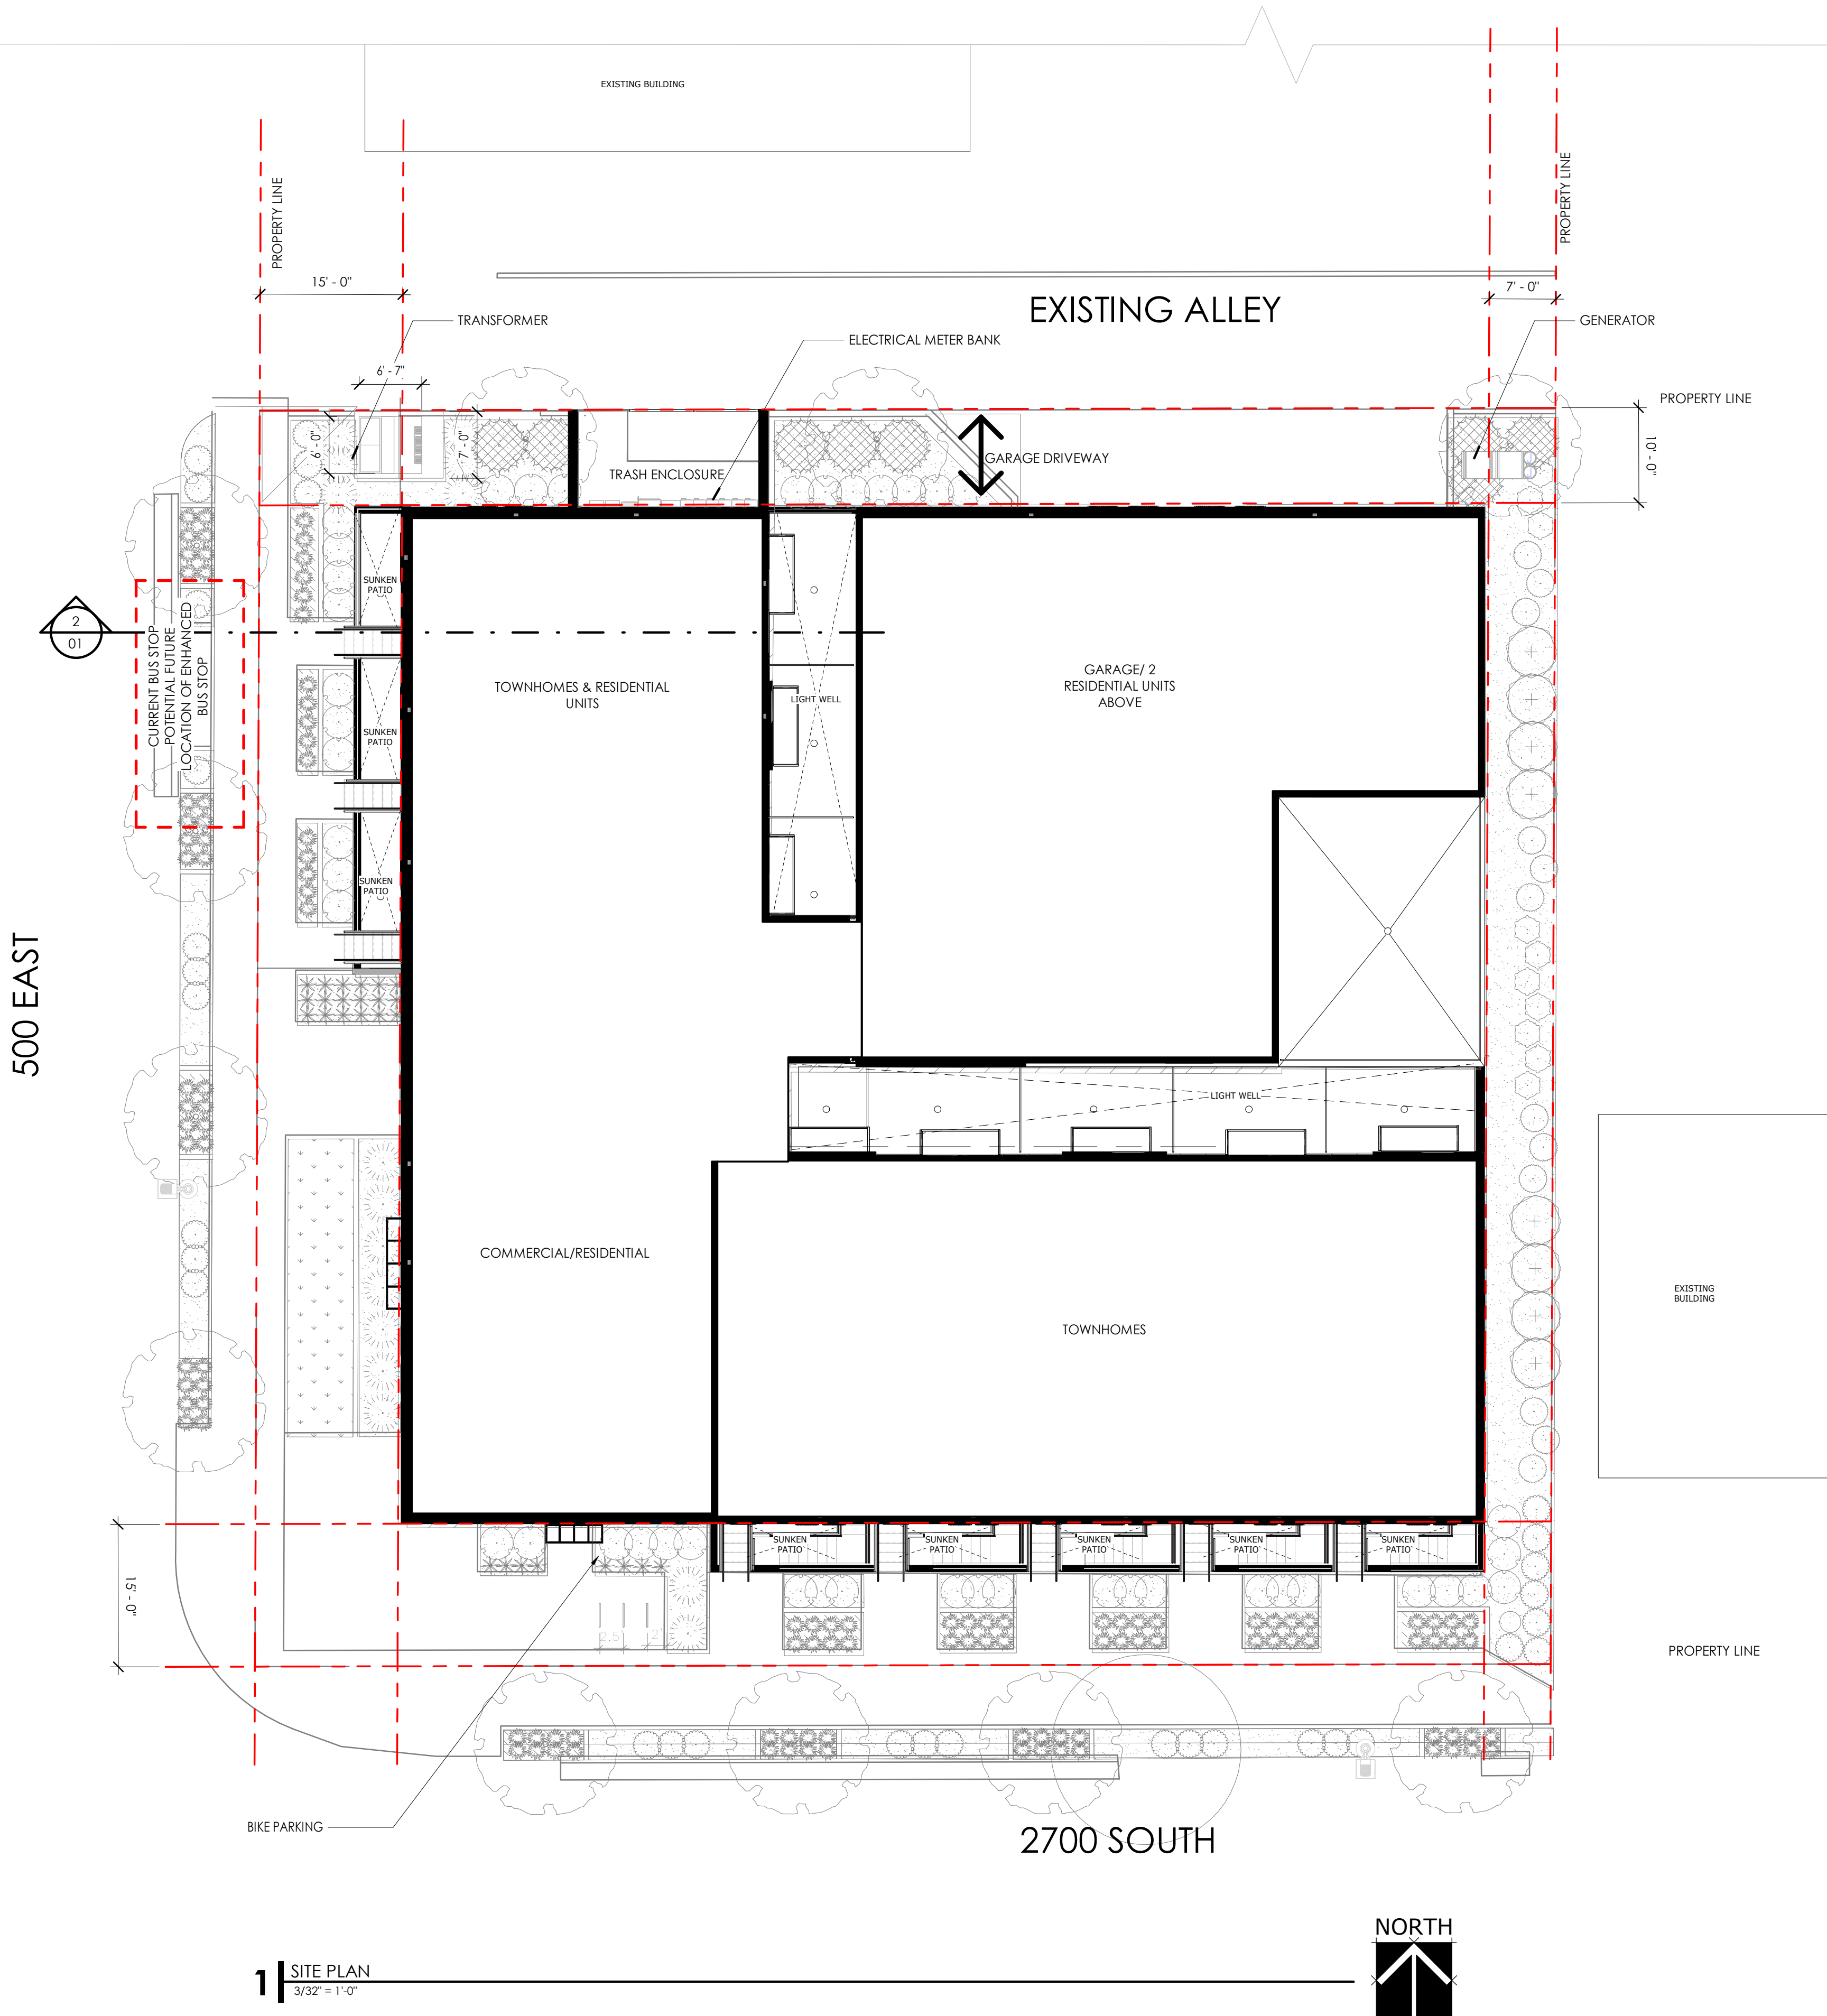 EXISTING BUILDING
PROPERTY LINE
PROPERTY LINE
15' - 0"
EXISTING ALLEY
7' - 0"
TRANSFORMER
GENERATOR
ELECTRICAL METER BANK
6' - 7"
PROPERTY LINE
6' - 0"
7' - 0"
10' - 0"
GARAGE DRIVEWAY
TRASH ENCLOSURE
SUNKEN
PATIO
2
01
CURRENT BUS STOP
POTENTIAL FUTURE
LOCATION OF ENHANCED
BUS STOP
TOWNHOMES & RESIDENTIAL
UNITS
GARAGE/ 2
RESIDENTIAL UNITS
ABOVE
LIGHT WELL
SUNKEN
PATIO
SUNKEN
PATIO
500 EAST
LIGHT WELL
COMMERCIAL/RESIDENTIAL
EXISTING
BUILDING
TOWNHOMES
SUNKEN
PATIO
SUNKEN
PATIO
SUNKEN
PATIO
SUNKEN
PATIO
SUNKEN
PATIO
15' - 0"
2.5'
2'
PROPERTY LINE
BIKE PARKING
2700 SOUTH
NORTH
1
SITE PLAN
3/32" = 1'-0"